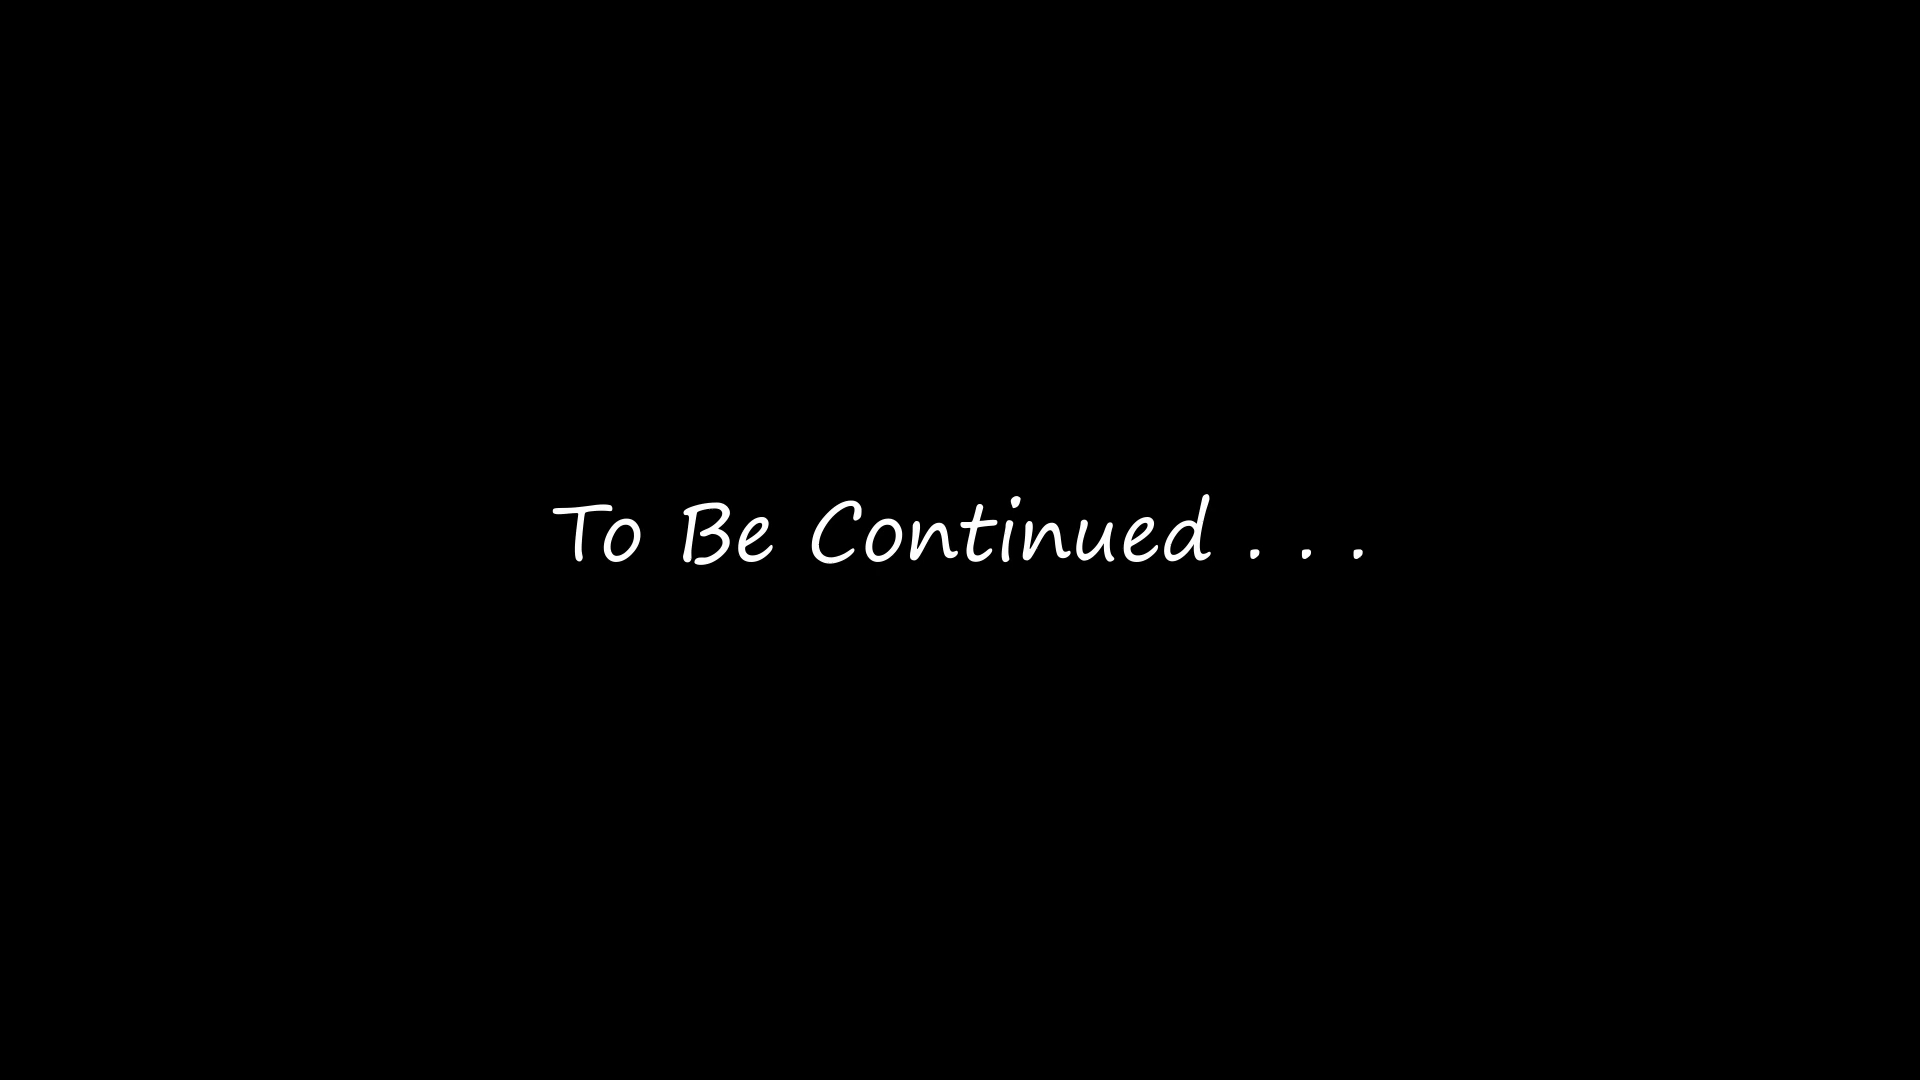 To Be Continued . . .